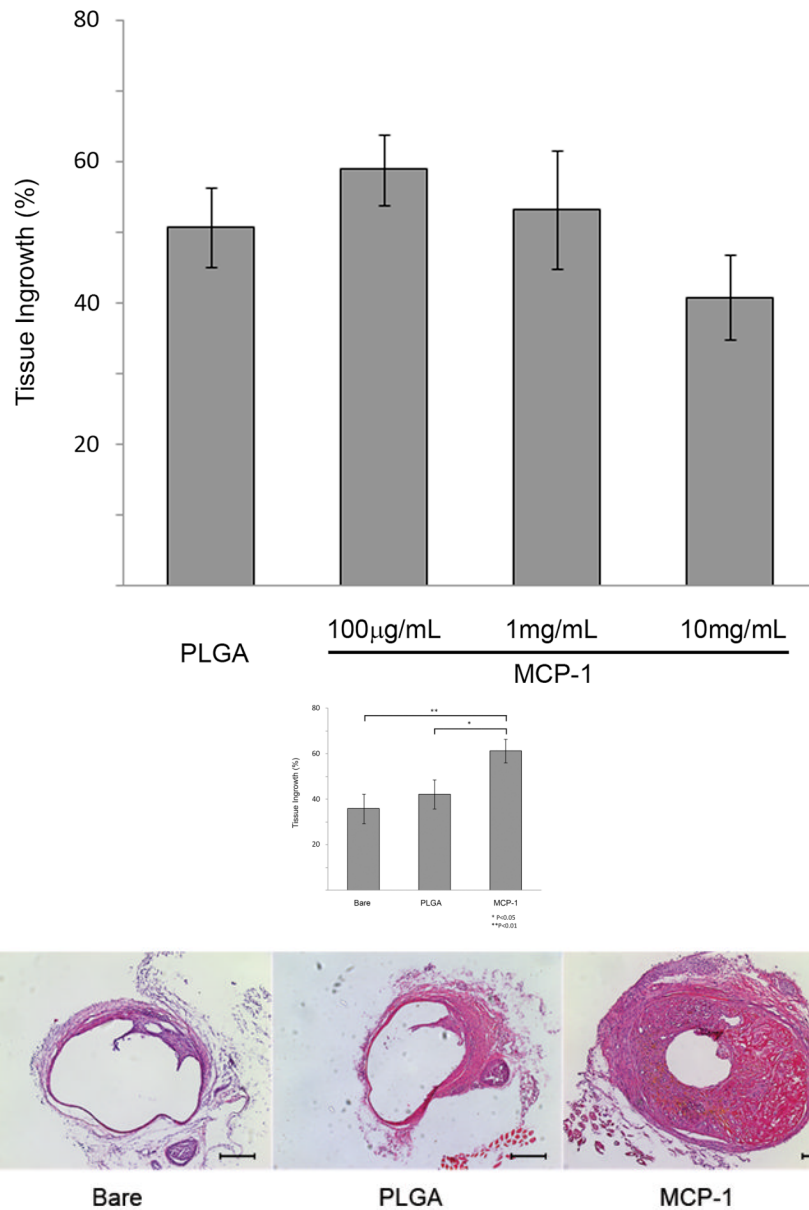 80
60
40
20
Tissue Ingrowth (%)
100μg/mL 1mg/mL 10mg/mL
PLGA
MCP-1
80
60
40
20
Tissue Ingrowth (%)
**
*
Bare PLGA MCP-1
* P<0.05
**P<0.01
Bare PLGA MCP-1